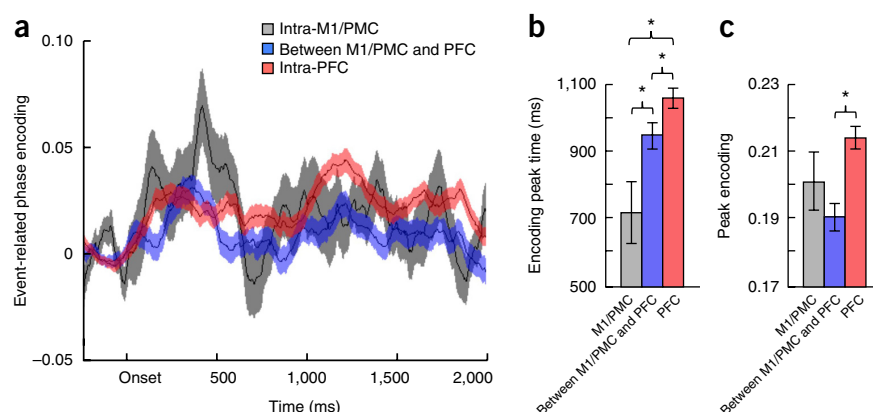 a
Intra-M1/PMC
Between M1/PMC and PFC
Intra-PFC
Event-related phase encoding
0.10
0.05
0
–0.05
Onset
500
1,000
1,500
2,000
Time (ms)
b
*
*
*
Encoding peak time (ms)
1,100
900
700
500
M1/PMC
Between M1/PMC and PFC
PFC
c
*
Peak encoding
0.23
0.21
0.19
0.17
M1/PMC
Between M1/PMC and PFC
PFC